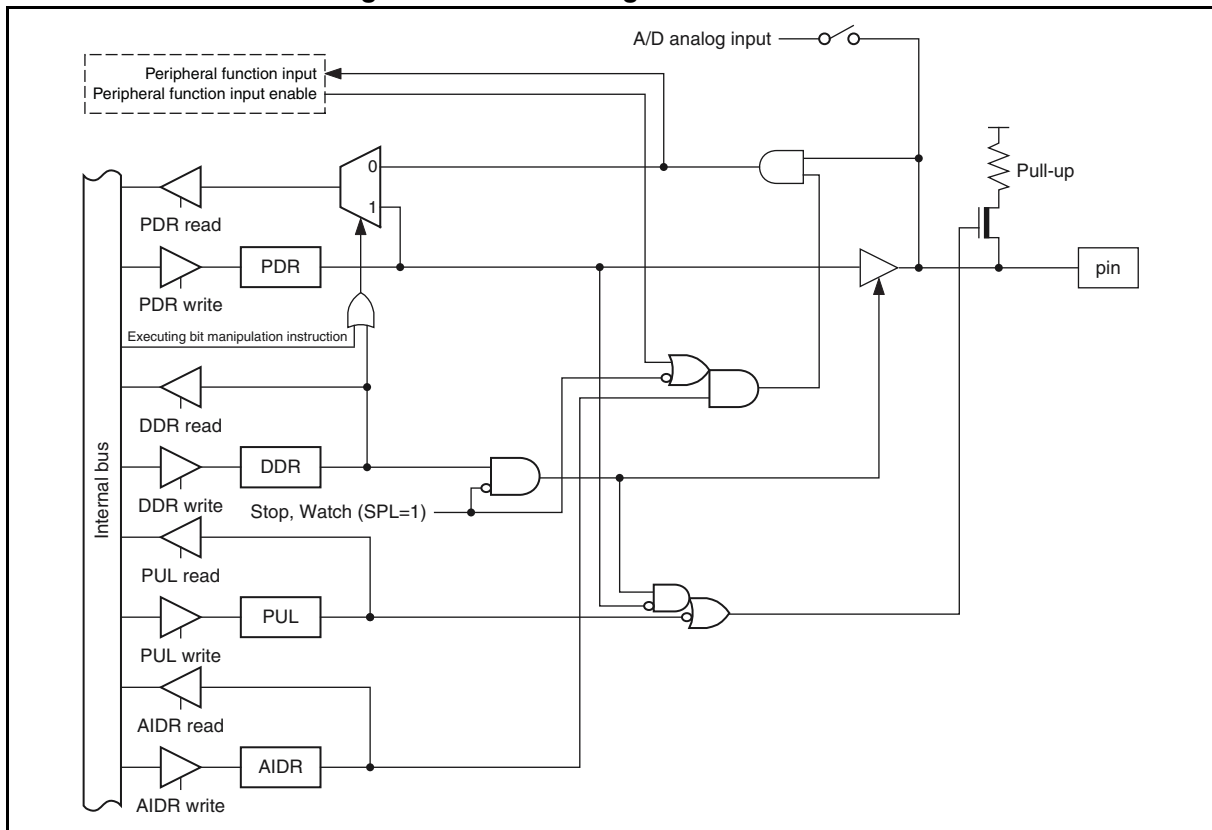 A/D analog input
Peripheral function input
Peripheral function input enable
0
Pull-up
1
PDR read
PDR
pin
PDR write
Executing bit manipulation instruction
DDR read
Internal bus
DDR
DDR write
Stop, Watch (SPL=1)
PUL read
PUL
PUL write
AIDR read
AIDR
AIDR write